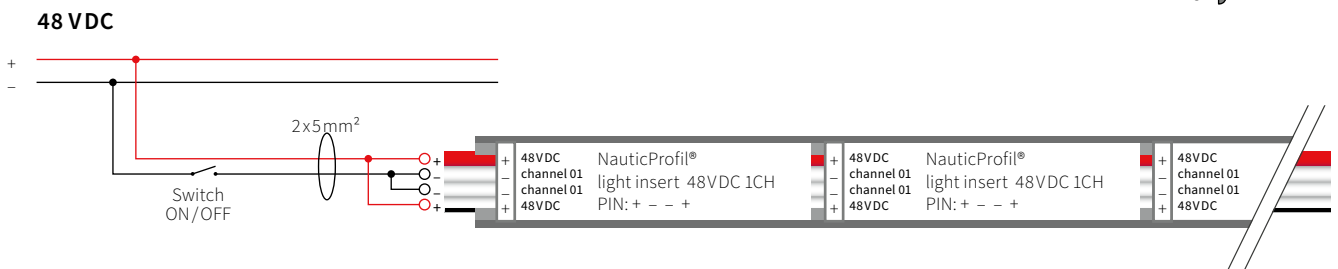 48 VDC
+
–
2x5mm²
Switch
ON/OFF
+
–
–
+
+
–
–
+
48VDC
channel 01
channel 01
48VDC
NauticProfil®
light insert 48VDC 1CH
PIN: + – – +
+
–
–
+
48VDC
channel 01
channel 01
48VDC
NauticProfil®
light insert 48VDC 1CH
PIN: + – – +
+
–
–
+
48VDC
channel 01
channel 01
48VDC